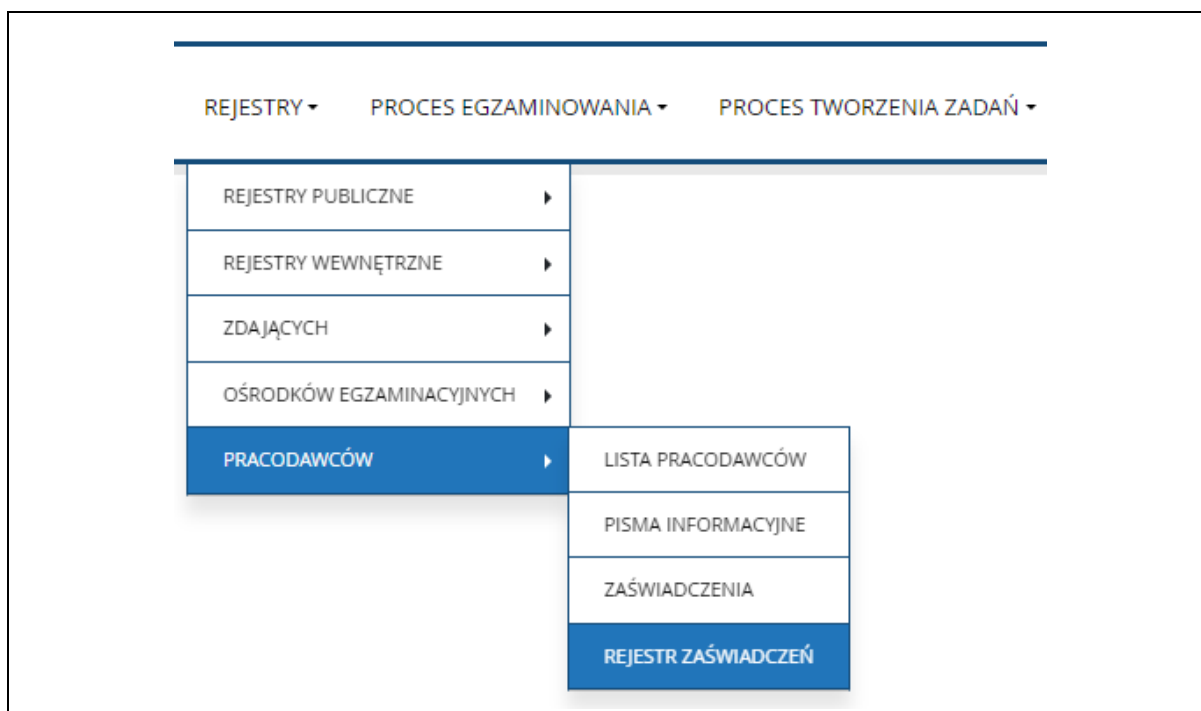 REJESTRY PROCES EGZAMINOWANIA PROCES TWORZENIA ZADAŃ
REJESTRY PUBLICZNE
REJESTRY WEWNĘTRZNE
ZDAJĄCYCH
OŚRODKÓW EGZAMINACYJNYCH
PRACODAWCÓW
LISTA PRACODAWCÓW
PISMA INFORMACYJNE
ZAŚWIADCZENIA
REJESTR ZAŚWIADCZEŃ